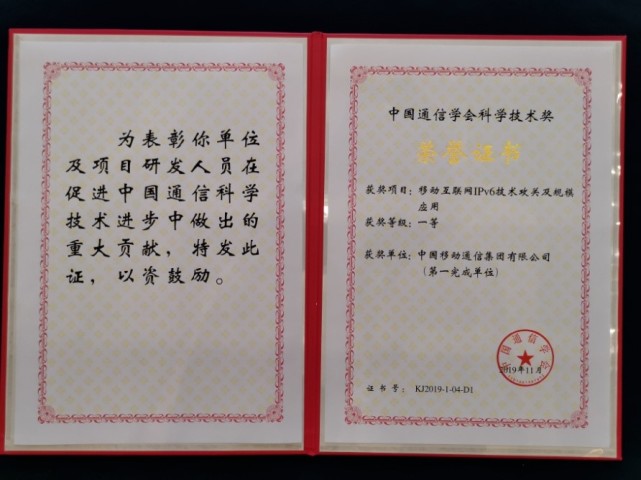 为表彰你单位
及项目研发人员在
促进中国通信科学
技术进步中做出的
重大贡献，特发此
证，以资鼓励。
中国通信学会科学技术奖
荣誉证书
获奖项目：移动互联网IPv6技术攻关及规模
应用
获奖等级：一等
获奖单位：中国移动通信集团有限公司
（第一完成单位）
中国通信学会
2019年11月
证书号：KJ2019-1-04-D1